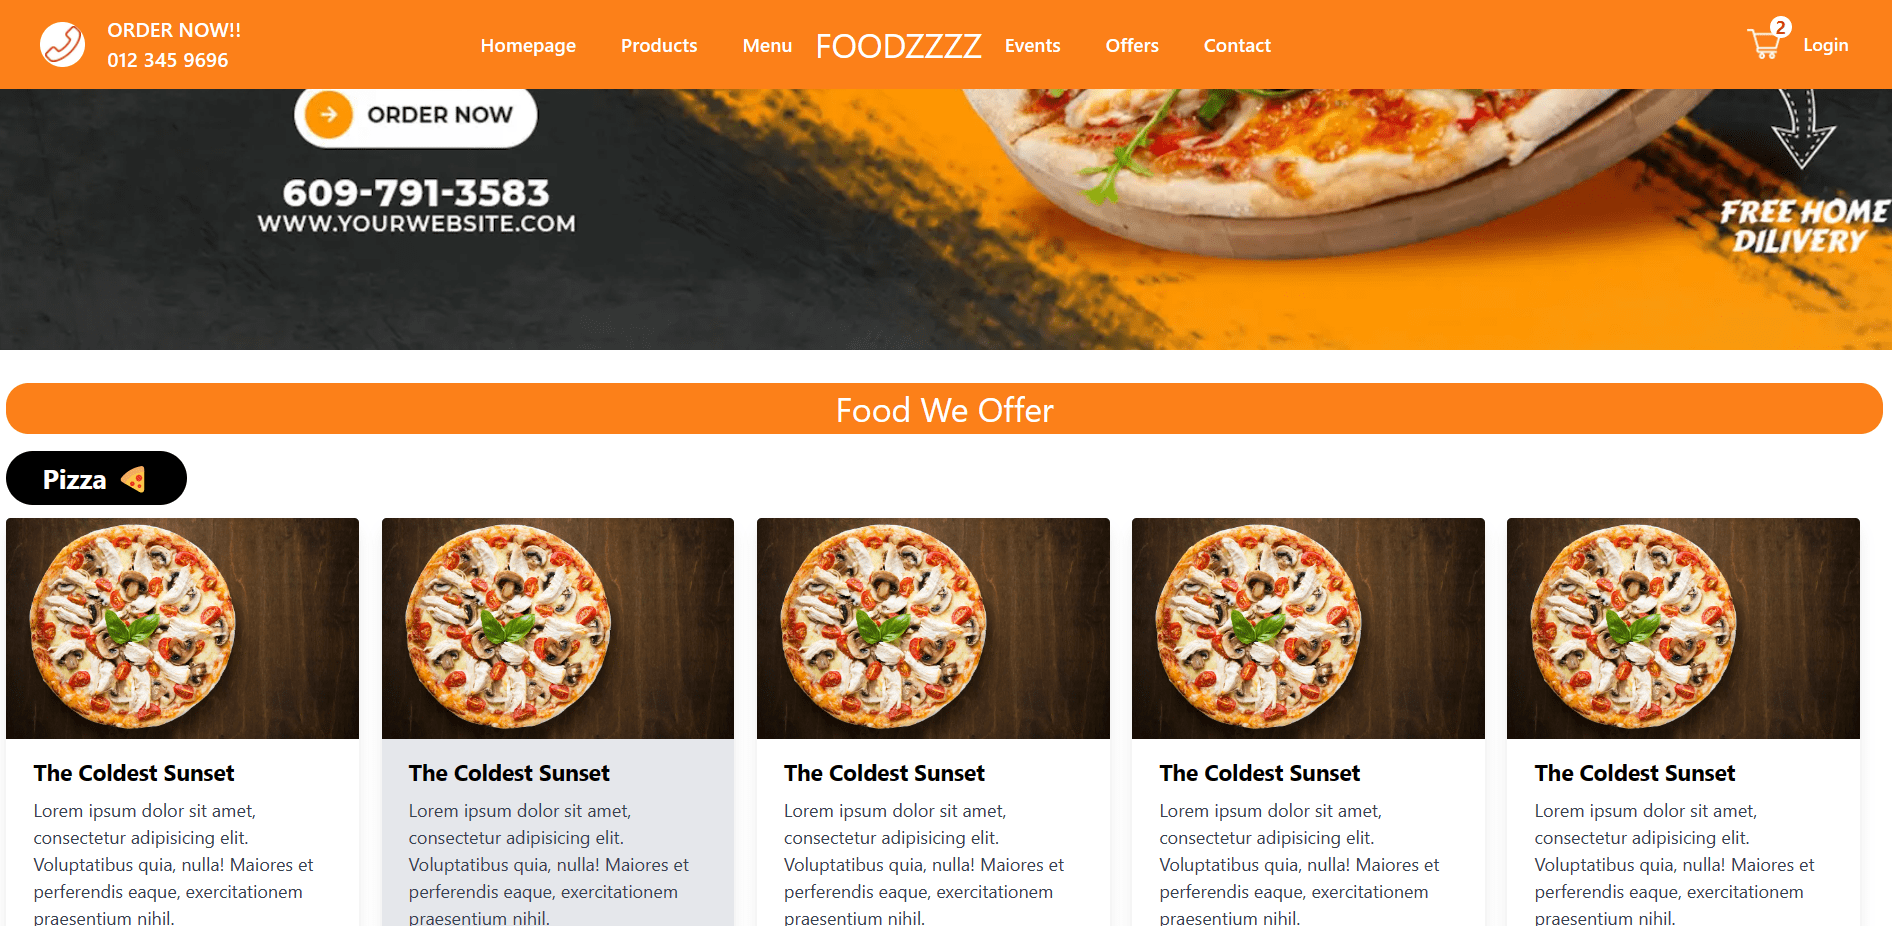 ORDER NOW!!
012 345 9696
Homepage Products Menu FOODZZZZ Events Offers Contact
2 Login
ORDER NOW
609-791-3583
WWW.YOURWEBSITE.COM
FREE HOME
DILIVERY
Food We Offer
Pizza
The Coldest Sunset
Lorem ipsum dolor sit amet,
consectetur adipisicing elit.
Voluptatibus quia, nulla! Maiores et
perferendis eaque, exercitationem
praesentium nihil.
The Coldest Sunset
Lorem ipsum dolor sit amet,
consectetur adipisicing elit.
Voluptatibus quia, nulla! Maiores et
perferendis eaque, exercitationem
praesentium nihil.
The Coldest Sunset
Lorem ipsum dolor sit amet,
consectetur adipisicing elit.
Voluptatibus quia, nulla! Maiores et
perferendis eaque, exercitationem
praesentium nihil.
The Coldest Sunset
Lorem ipsum dolor sit amet,
consectetur adipisicing elit.
Voluptatibus quia, nulla! Maiores et
perferendis eaque, exercitationem
praesentium nihil.
The Coldest Sunset
Lorem ipsum dolor sit amet,
consectetur adipisicing elit.
Voluptatibus quia, nulla! Maiores et
perferendis eaque, exercitationem
praesentium nihil.